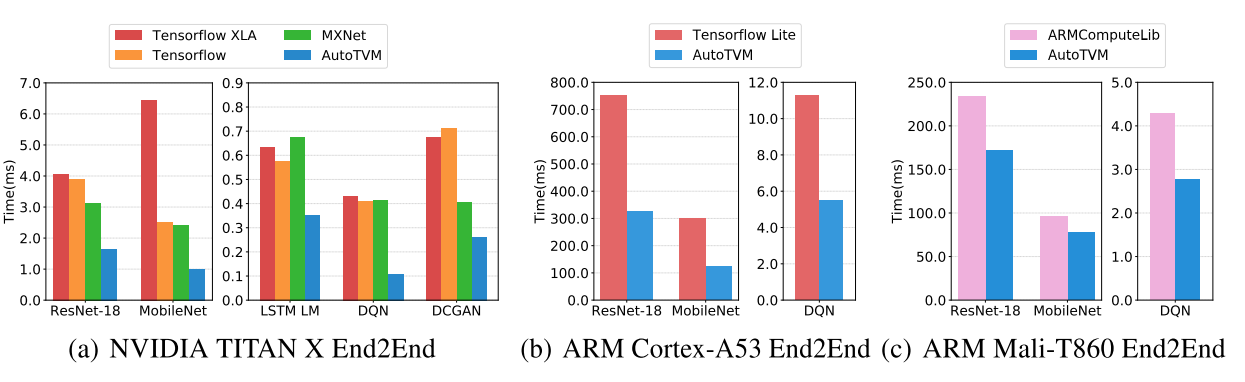 Tensorflow XLA
Tensorflow
MXNet
AutoTVM
7.0
6.0
5.0
4.0
3.0
2.0
1.0
0.0
Time(ms)
ResNet-18 MobileNet
0.9
0.8
0.7
0.6
0.5
0.4
0.3
0.2
0.1
0.0
LSTM LM DQN DCGAN
(a) NVIDIA TITAN X End2End
Tensorflow Lite
AutoTVM
800.0
700.0
600.0
500.0
400.0
300.0
200.0
100.0
0.0
Time(ms)
ResNet-18 MobileNet
12.0
10.0
8.0
6.0
4.0
2.0
0.0
DQN
(b) ARM Cortex-A53 End2End
ARMComputeLib
AutoTVM
250.0
200.0
150.0
100.0
50.0
0.0
Time(ms)
ResNet-18 MobileNet
5.0
4.0
3.0
2.0
1.0
0.0
DQN
(c) ARM Mali-T860 End2End